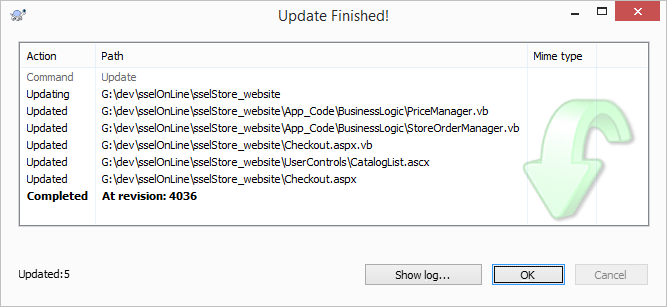 Update Finished!
Action Path Mime type
Command Update
Updating G:\dev\sselOnLine\sselStore_website
Updated G:\dev\sselOnLine\sselStore_website\App_Code\BusinessLogic\PriceManager.vb
Updated G:\dev\sselOnLine\sselStore_website\App_Code\BusinessLogic\StoreOrderManager.vb
Updated G:\dev\sselOnLine\sselStore_website\Checkout.aspx.vb
Updated G:\dev\sselOnLine\sselStore_website\UserControls\CatalogList.ascx
Updated G:\dev\sselOnLine\sselStore_website\Checkout.aspx
Completed At revision: 4036
Updated:5 Show log... OK Cancel